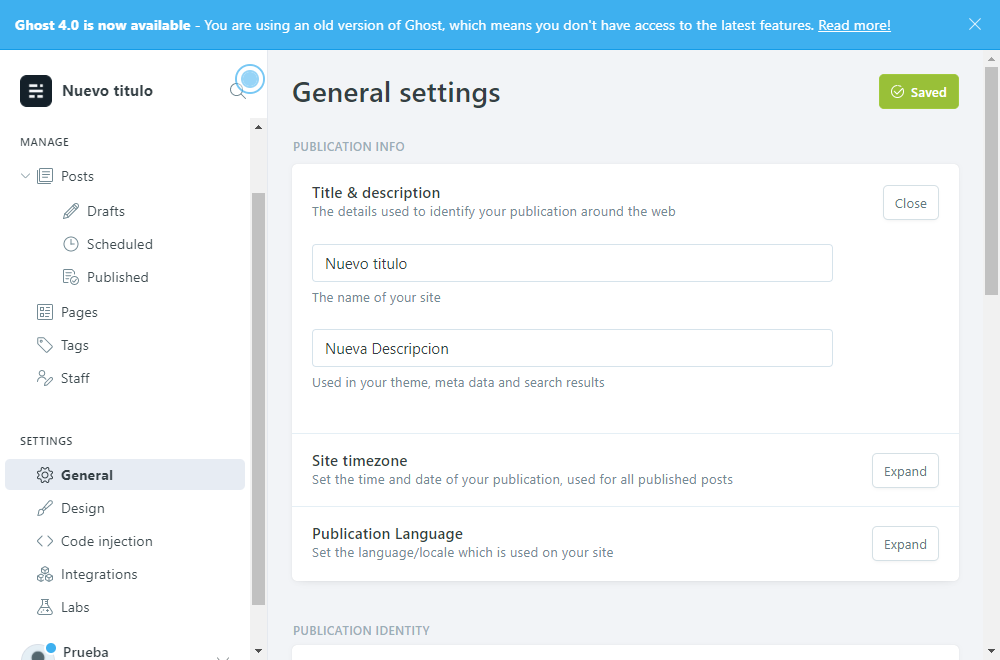 Ghost 4.0 is now available - You are using an old version of Ghost, which means you don't have access to the latest features. Read more!
Nuevo titulo
MANAGE
Posts
Drafts
Scheduled
Published
Pages
Tags
Staff
SETTINGS
General
Design
Code injection
Integrations
Labs
Prueba
General settings
Saved
PUBLICATION INFO
Title & description
The details used to identify your publication around the web
Close
Nuevo titulo
The name of your site
Nueva Descripcion
Used in your theme, meta data and search results
Site timezone
Set the time and date of your publication, used for all published posts
Expand
Publication Language
Set the language/locale which is used on your site
Expand
PUBLICATION IDENTITY